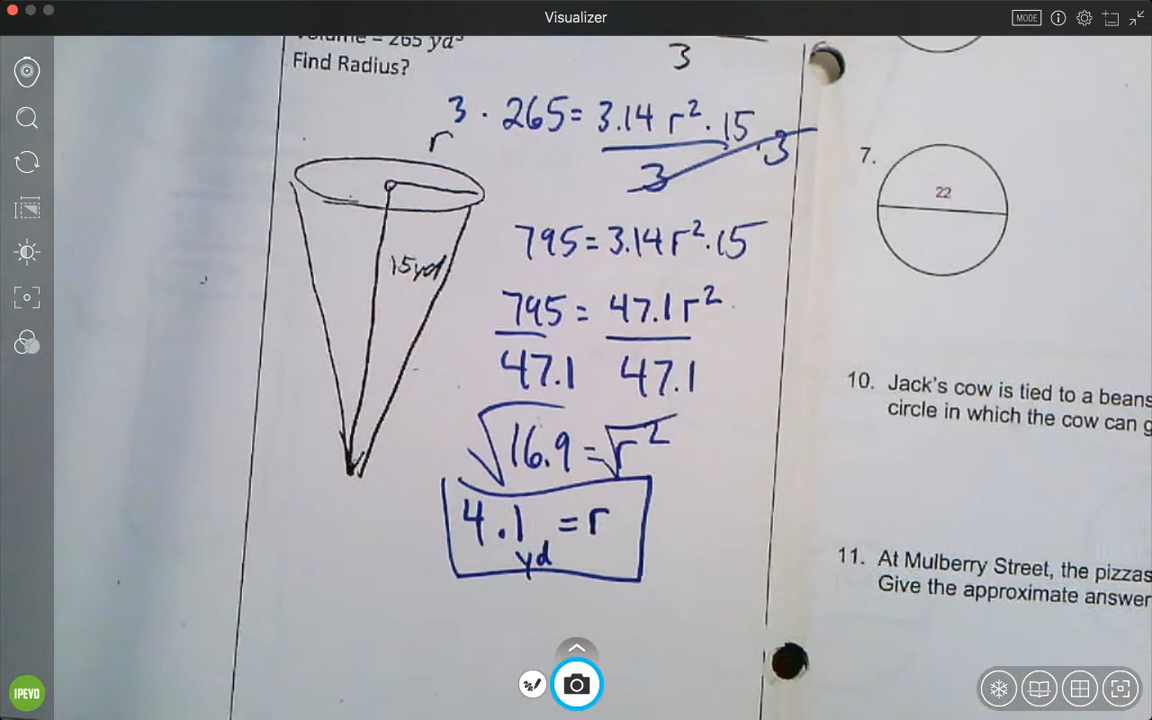 Visualizer
MODE
Volume = 265 yd³
Find Radius?
3
3 · 265 = 3.14 r² · 15
3 · 3
r
15yd
795 = 3.14 r² · 15
795 = 47.1 r²
47.1 47.1
√16.9 = √r²
4.1 = r
yd
7.
22
10. Jack's cow is tied to a beans
circle in which the cow can g
11. At Mulberry Street, the pizzas
Give the approximate answer
IPEVO